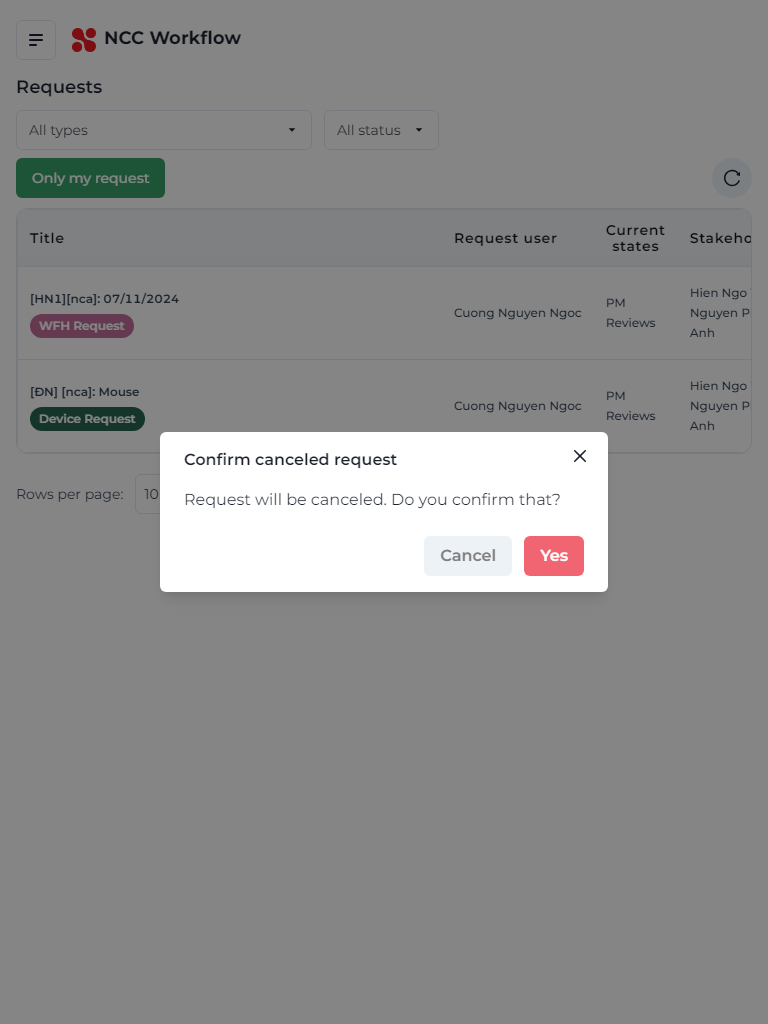 NCC Workflow
Requests
All types
All status
Only my request
Title
Request user
Current
states
[HN1][nca]: 07/11/2024
WFH Request
Cuong Nguyen Ngoc
PM
Reviews
Hien Ngo
Nguyen P
Anh
[ĐN] [nca]: Mouse
Device Request
Cuong Nguyen Ngoc
PM
Reviews
Hien Ngo
Nguyen P
Anh
Confirm canceled request
Request will be canceled. Do you confirm that?
Cancel
Yes
Rows per page:
10